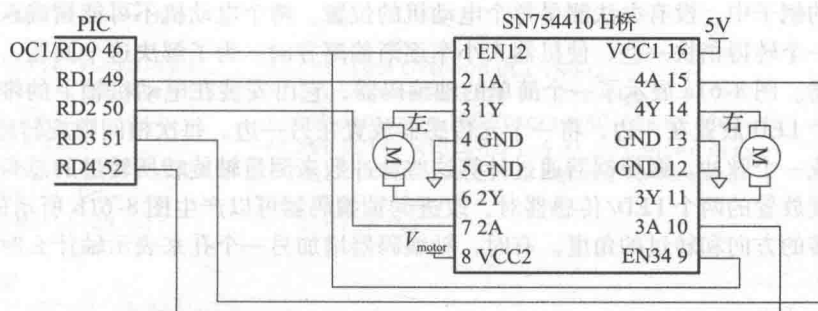 PIC
OC1/RD0 46
RD1 49
RD2 50
RD3 51
RD4 52
SN754410 H桥
5V
1 EN12
VCC1 16
2 1A
4A 15
3 1Y
4Y 14
4 GND
GND 13
5 GND
GND 12
6 2Y
3Y 11
7 2A
3A 10
8 VCC2
EN34 9
左
M
右
M
Vmotor